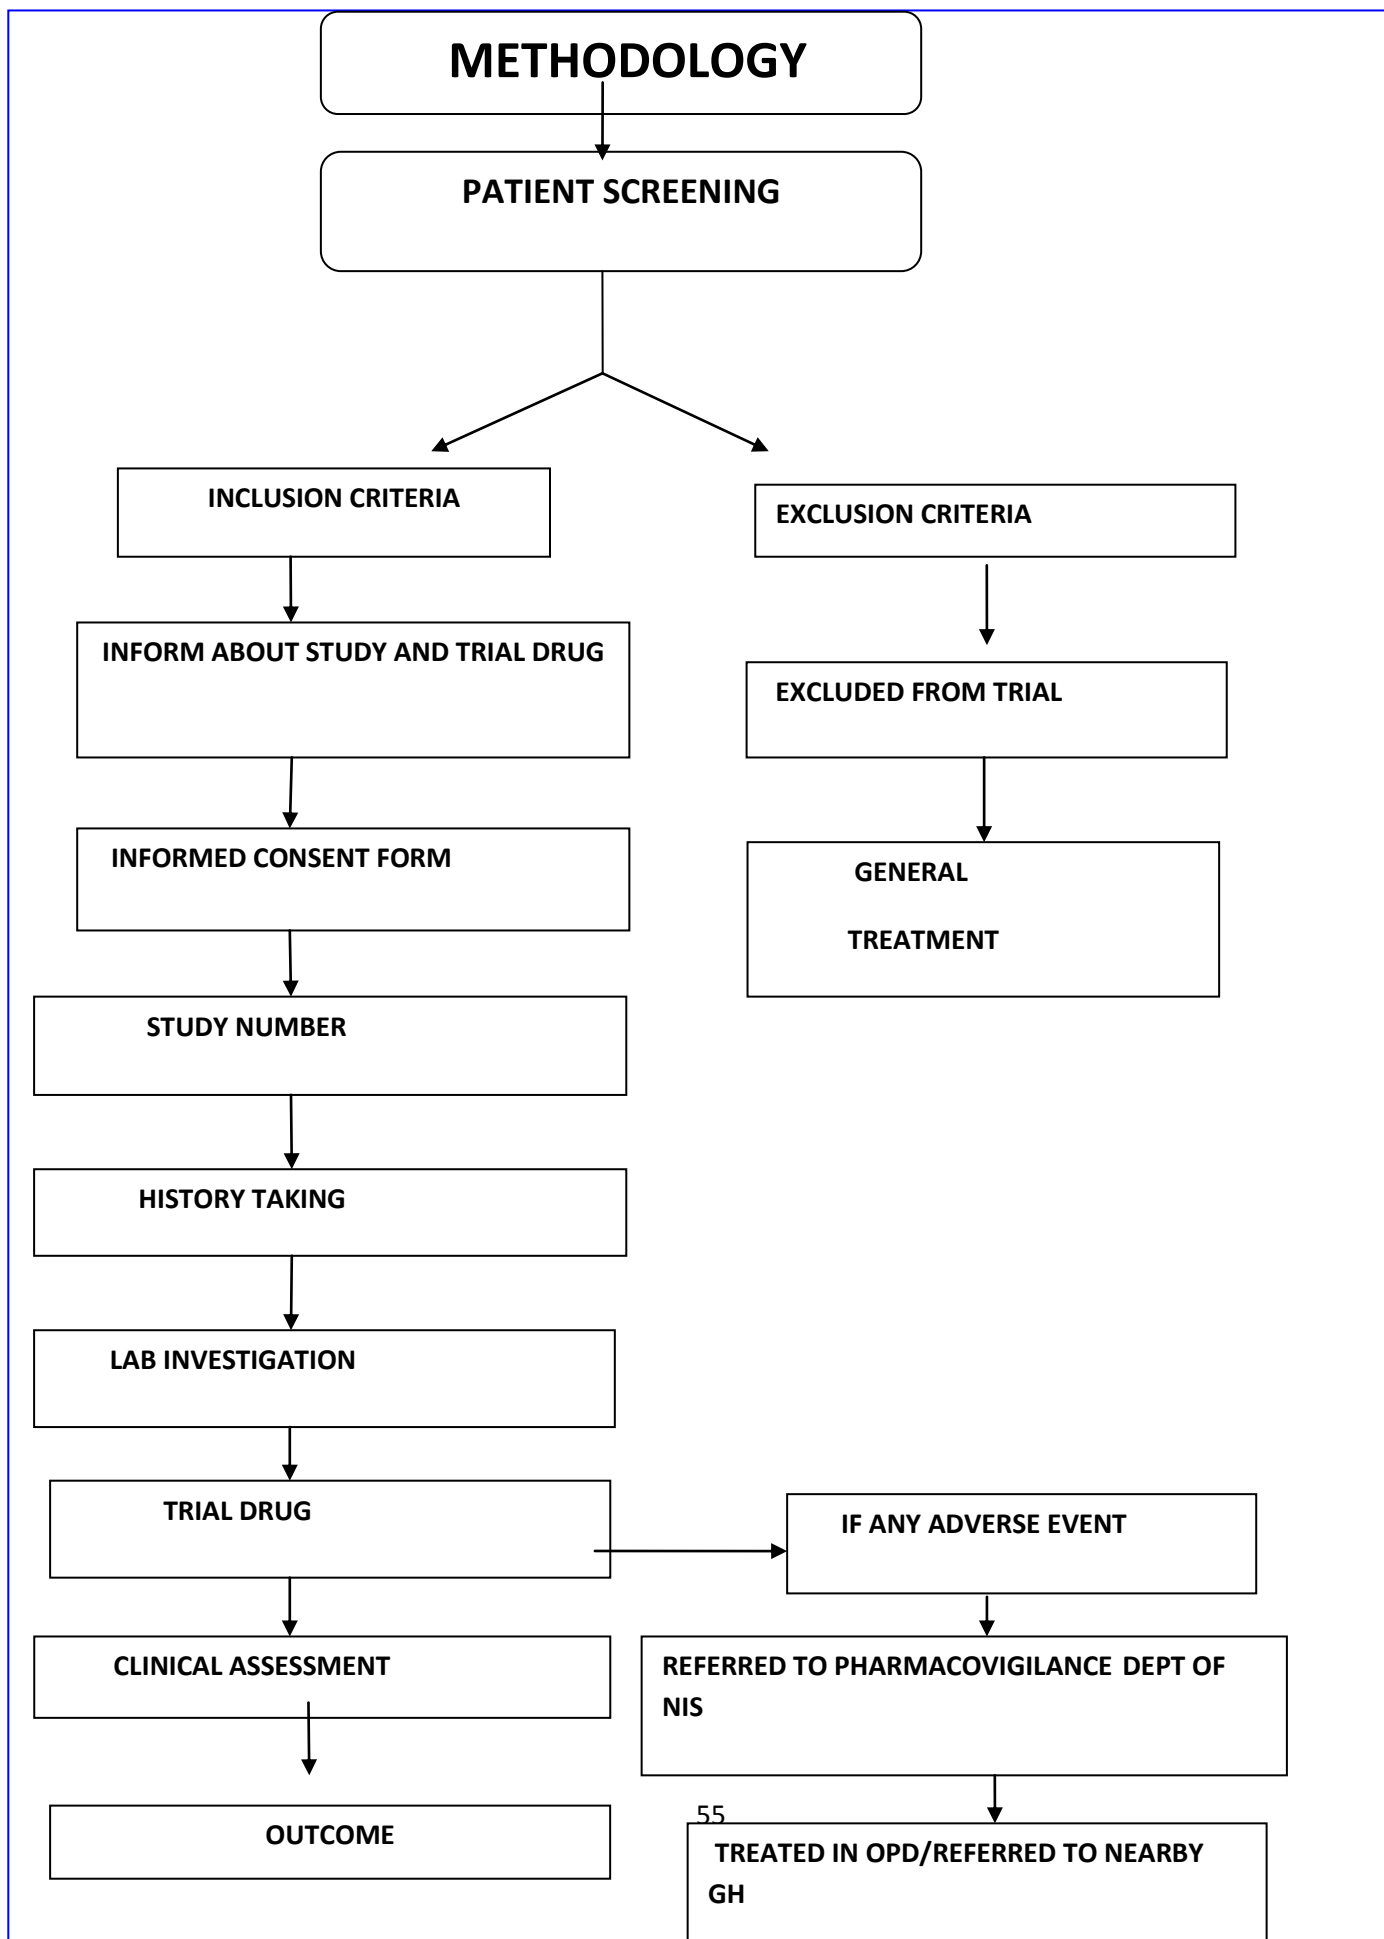 METHODOLOGY
PATIENT SCREENING
INCLUSION CRITERIA
EXCLUSION CRITERIA
INFORM ABOUT STUDY AND TRIAL DRUG
EXCLUDED FROM TRIAL
INFORMED CONSENT FORM
GENERAL
TREATMENT
STUDY NUMBER
HISTORY TAKING
LAB INVESTIGATION
TRIAL DRUG
IF ANY ADVERSE EVENT
CLINICAL ASSESSMENT
REFERRED TO PHARMACOVIGILANCE DEPT OF
NIS
OUTCOME
55
TREATED IN OPD/REFERRED TO NEARBY
GH